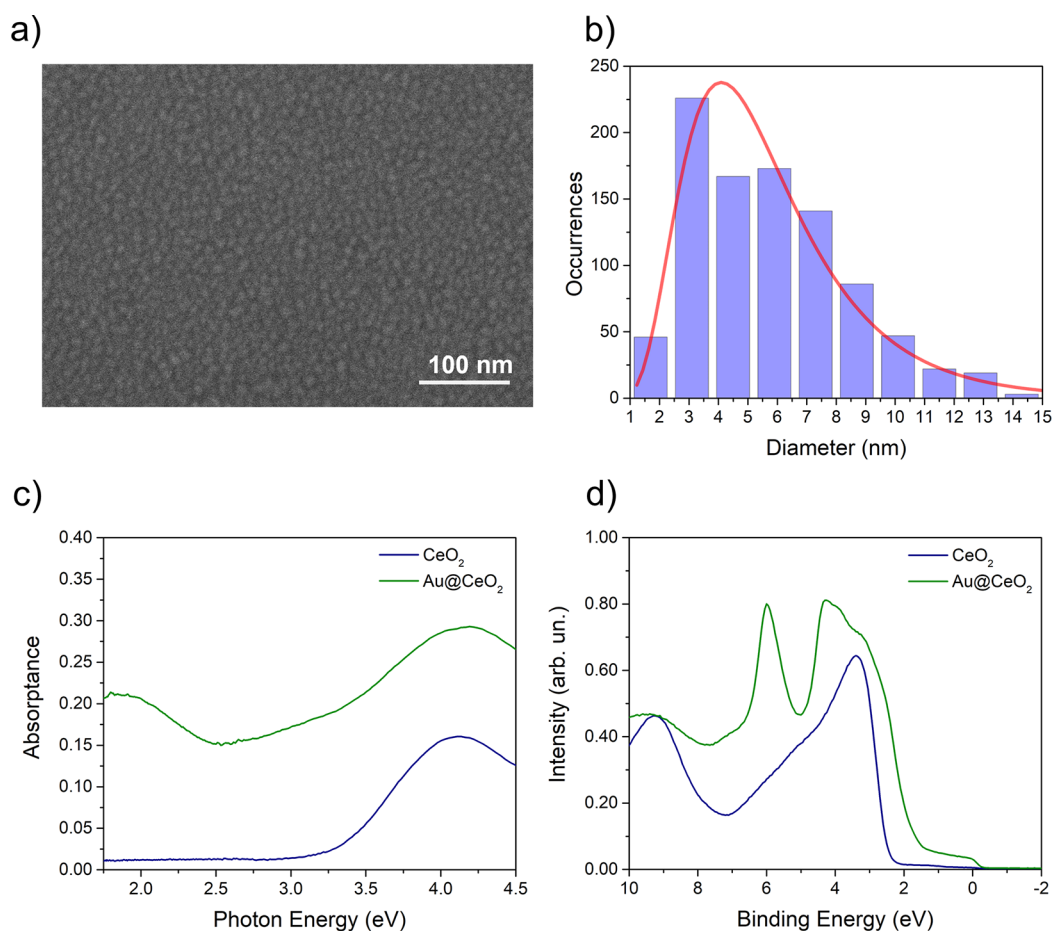 a)
100 nm
b)
250
200
150
100
50
0
Occurrences
1 2 3 4 5 6 7 8 9 10 11 12 13 14 15
Diameter (nm)
c)
0.40
0.35
0.30
0.25
0.20
0.15
0.10
0.05
0.00
Absorptance
CeO₂
Au@CeO₂
2.0 2.5 3.0 3.5 4.0 4.5
Photon Energy (eV)
d)
1.00
0.80
0.60
0.40
0.20
0.00
Intensity (arb. un.)
CeO₂
Au@CeO₂
10 8 6 4 2 0 -2
Binding Energy (eV)